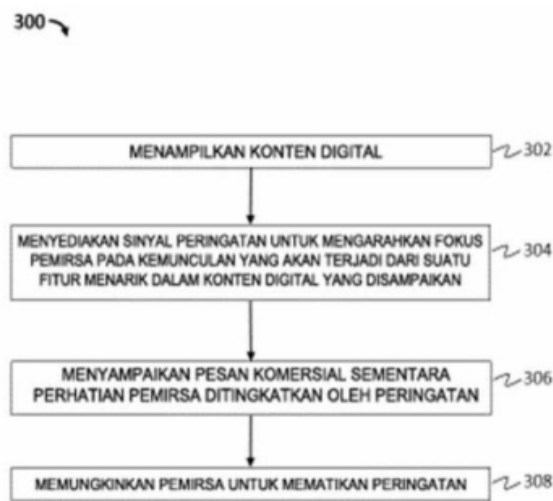 300
MENAMPILKAN KONTEN DIGITAL
302
MENYEDIAKAN SINYAL PERINGATAN UNTUK MENGARAHKAN FOKUS
PEMIRSA PADA KEMUNCULAN YANG AKAN TERJADI DARI SUATU
FITUR MENARIK DALAM KONTEN DIGITAL YANG DISAMPAIKAN
304
MENYAMPAIKAN PESAN KOMERSIAL SEMENTARA
PERHATIAN PEMIRSA DITINGKATKAN OLEH PERINGATAN
306
MEMUNGKINKAN PEMIRSA UNTUK MEMATIKAN PERINGATAN
308